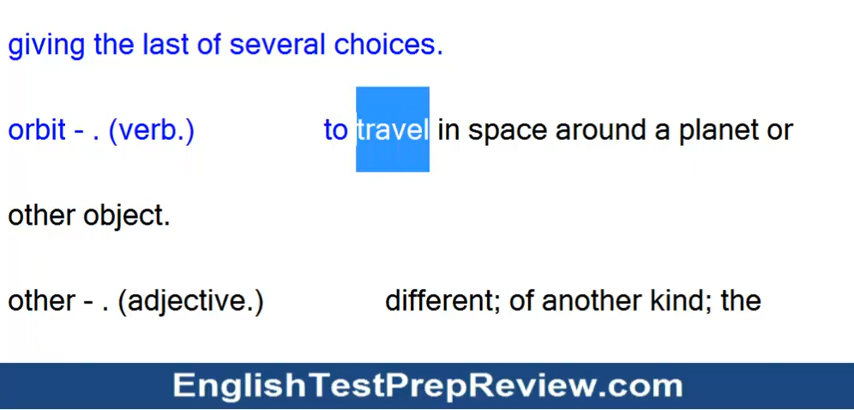 giving the last of several choices.
orbit - . (verb.) to travel in space around a planet or
other object.
other - . (adjective.) different; of another kind; the
EnglishTestPrepReview.com